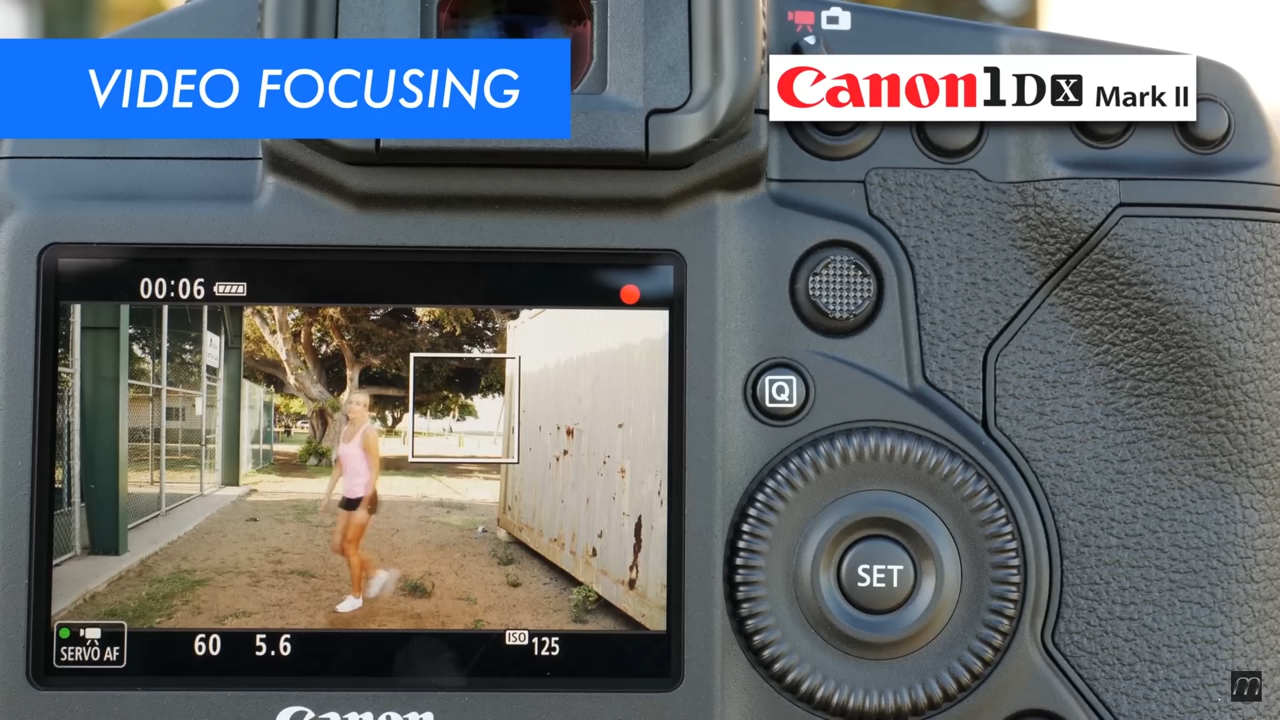 VIDEO FOCUSING
Canon 1DX Mark II
00:06
Q
SET
SERVO AF
60 5.6 ISO 125
Canon
m